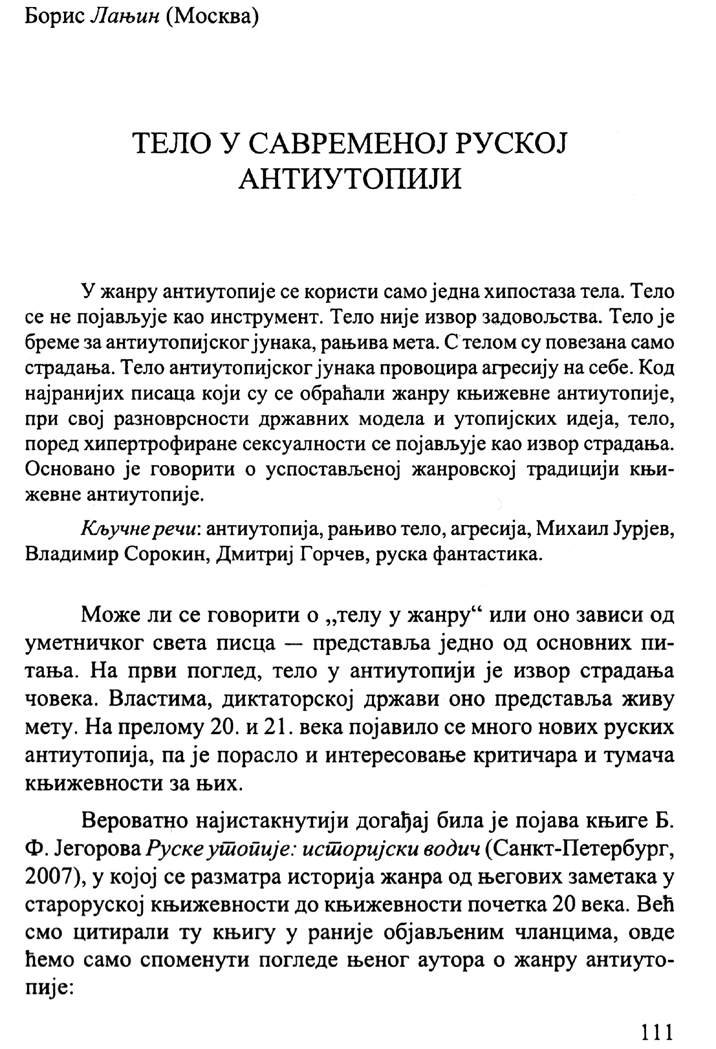 Борис Лањин (Москва)
ТЕЛО У САВРЕМЕНОЈ РУСКОЈ
АНТИУТОПИЈИ
У жанру антиутопије се користи само једна хипостаза тела. Тело
се не појављује као инструмент. Тело није извор задовољства. Тело је
бреме за антиутопијског јунака, рањива мета. С телом су повезана само
страдања. Тело антиутопијског јунака провоцира агресију на себе. Код
најранијих писаца који су се обраћали жанру књижевне антиутопије,
при свој разноврсности државних модела и утопијских идеја, тело,
поред хипертрофиране сексуалности се појављује као извор страдања.
Основано је говорити о успостављеној жанровској традицији књи-
жевне антиутопије.
Кључне речи: антиутопија, рањиво тело, агресија, Михаил Јурјев,
Владимир Сорокин, Дмитриј Горчев, руска фантастика.
Може ли се говорити о „телу у жанру“ или оно зависи од
уметничког света писца — представља једно од основних пи-
тања. На први поглед, тело у антиутопији је извор страдања
човека. Властима, диктаторској држави оно представља живу
мету. На прелому 20. и 21. века појавило се много нових руских
антиутопија, па је порасло и интересовање критичара и тумача
књижевности за њих.
Вероватно најистакнутији догађај била је појава књиге Б.
Ф. Јегорова Руске утопије: историјски водич (Санкт-Петербург,
2007), у којој се разматра историја жанра од његових заметака у
староруској књижевности до књижевности почетка 20 века. Већ
смо цитирали ту књигу у раније објављеним чланцима, овде
ћемо само споменути погледе њеног аутора о жанру антиуто-
пије:
111